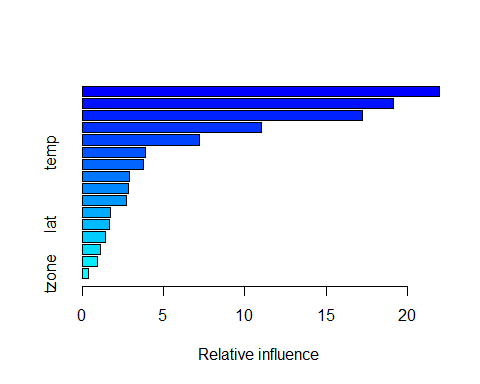 temp
lat
tzone
0 5 10 15 20
Relative influence